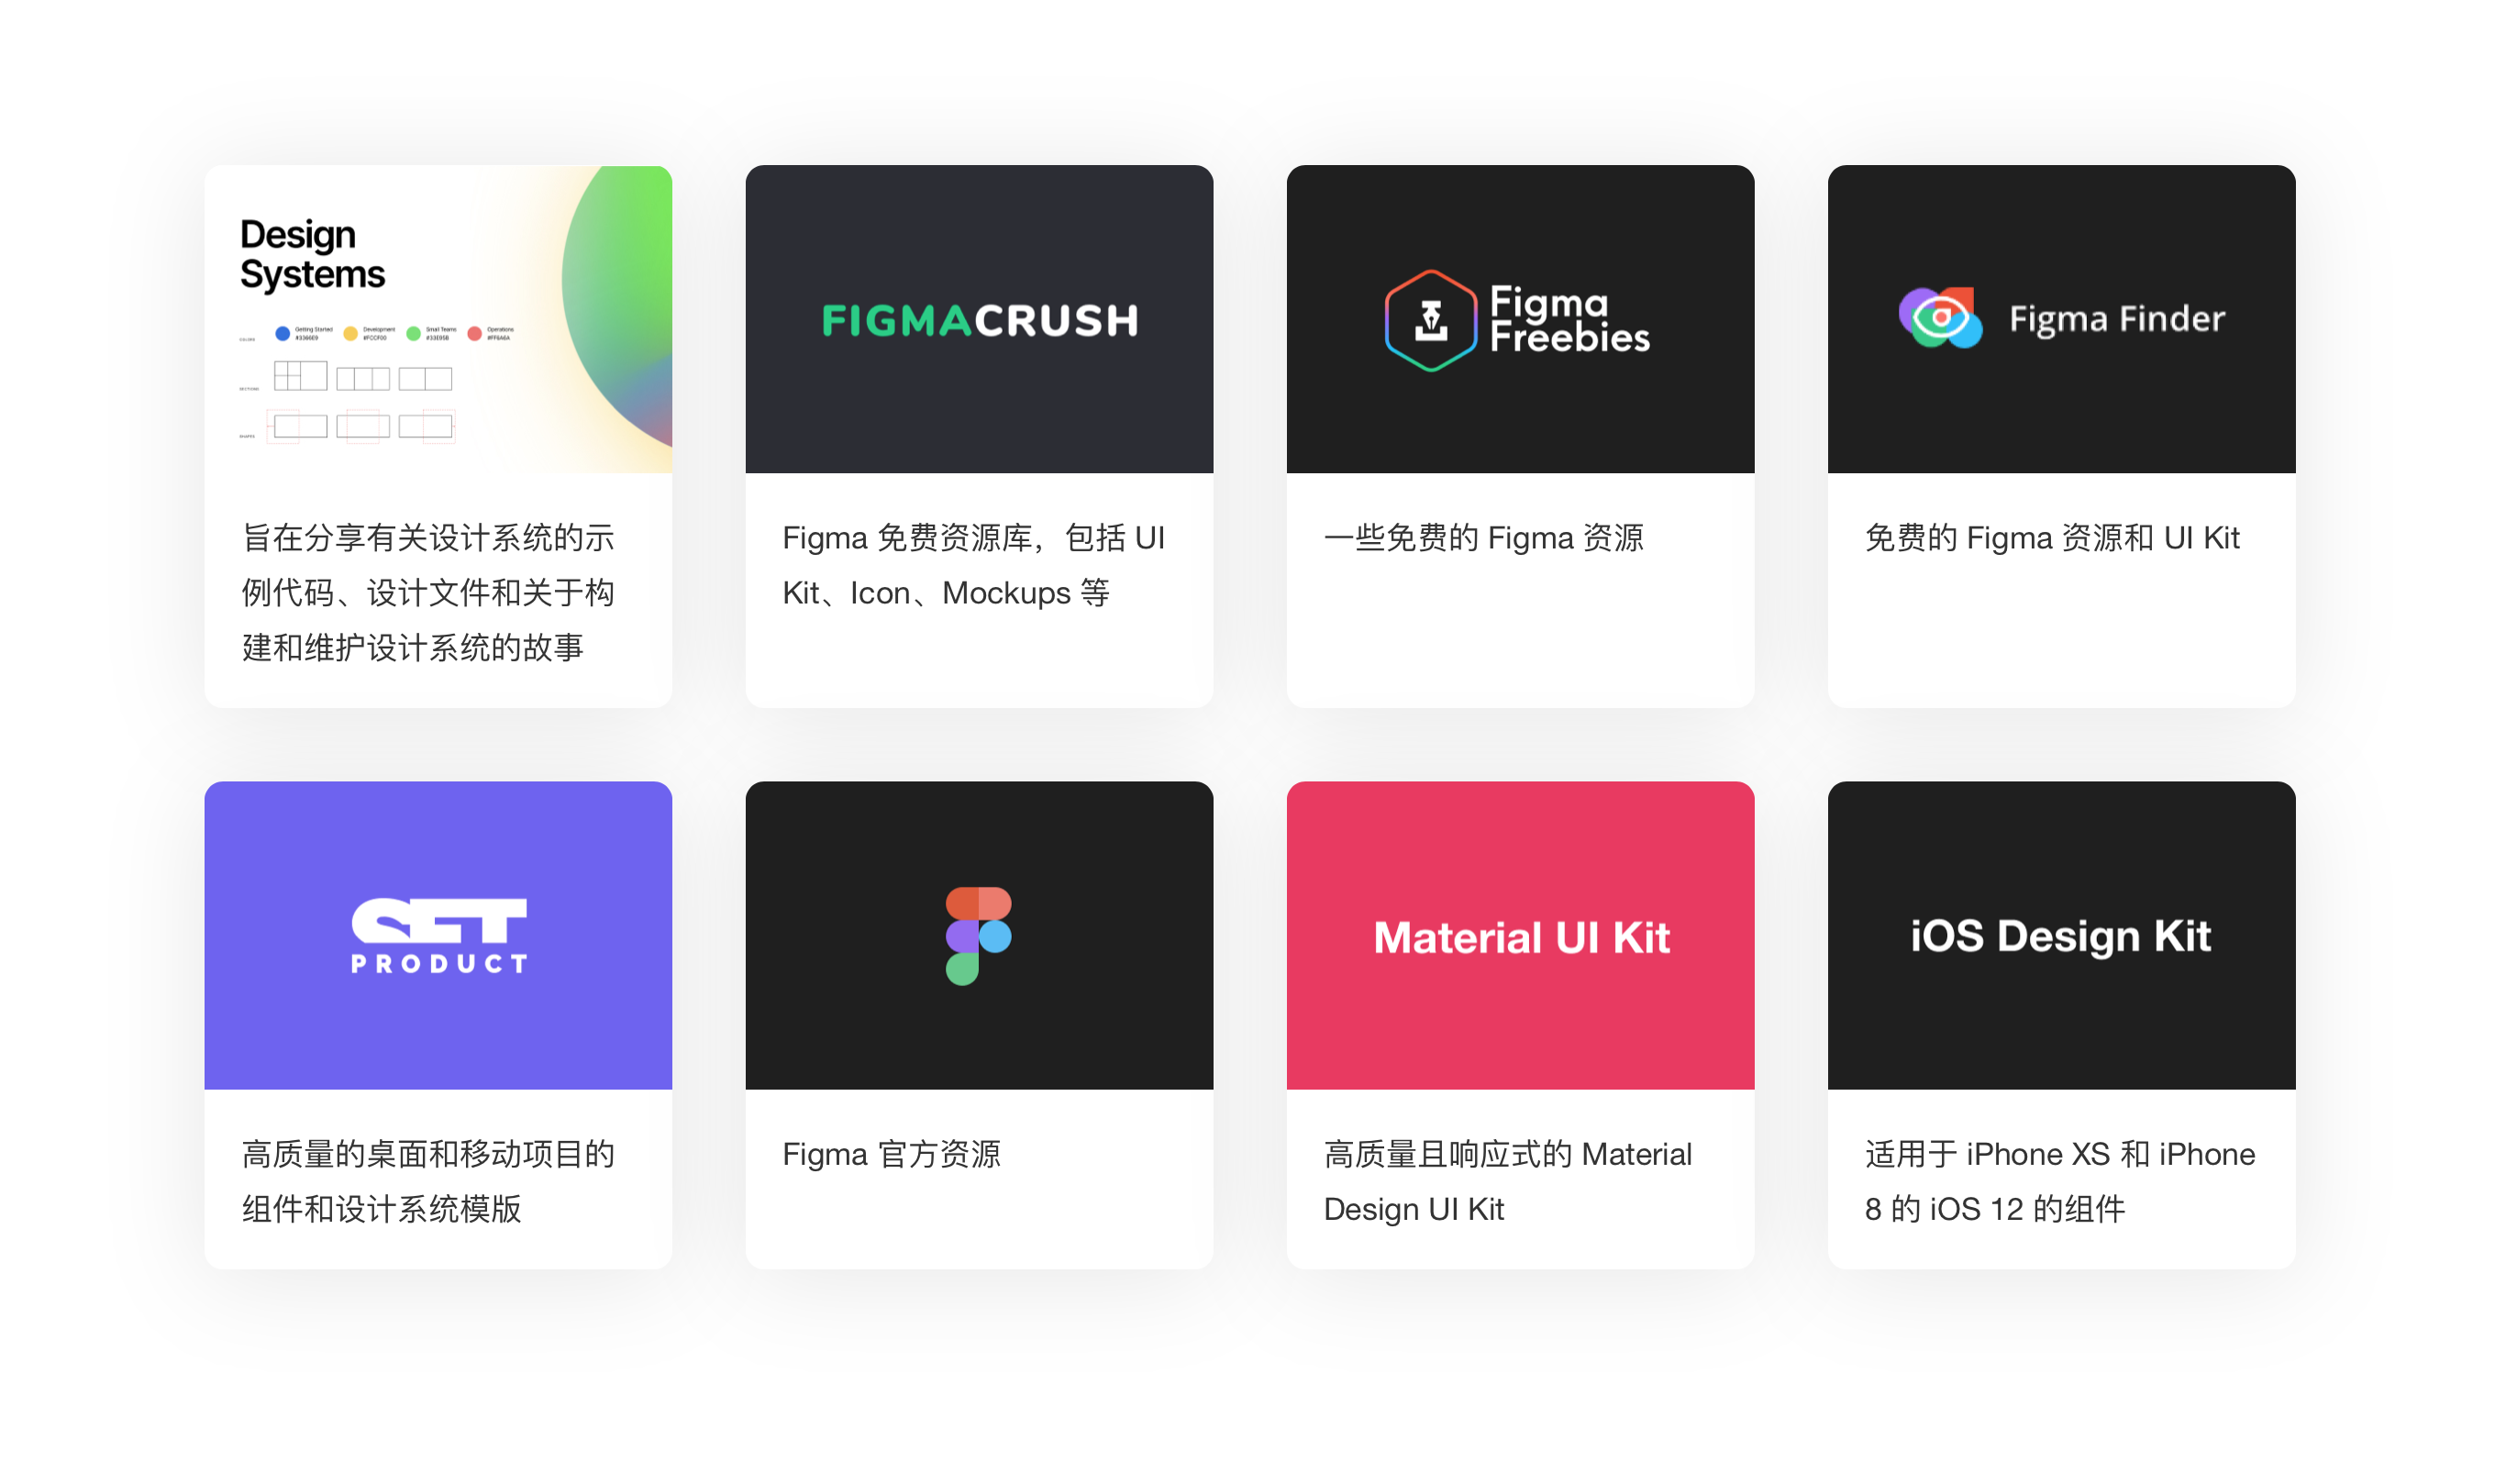 Design
Systems
Getting Started
Development
Small Teams
Operations
#3366E9
#FCCF00
#33E95B
#FF6A6A
COLORS
SECTIONS
SHAPES
旨在分享有关设计系统的示
例代码、设计文件和关于构
建和维护设计系统的故事
FIGMACRUSH
Figma 免费资源库，包括 UI
Kit、Icon、Mockups 等
Figma
Freebies
一些免费的 Figma 资源
Figma Finder
免费的 Figma 资源和 UI Kit
SET
PRODUCT
高质量的桌面和移动项目的
组件和设计系统模版
Figma 官方资源
Material UI Kit
高质量且响应式的 Material
Design UI Kit
iOS Design Kit
适用于 iPhone XS 和 iPhone
8 的 iOS 12 的组件